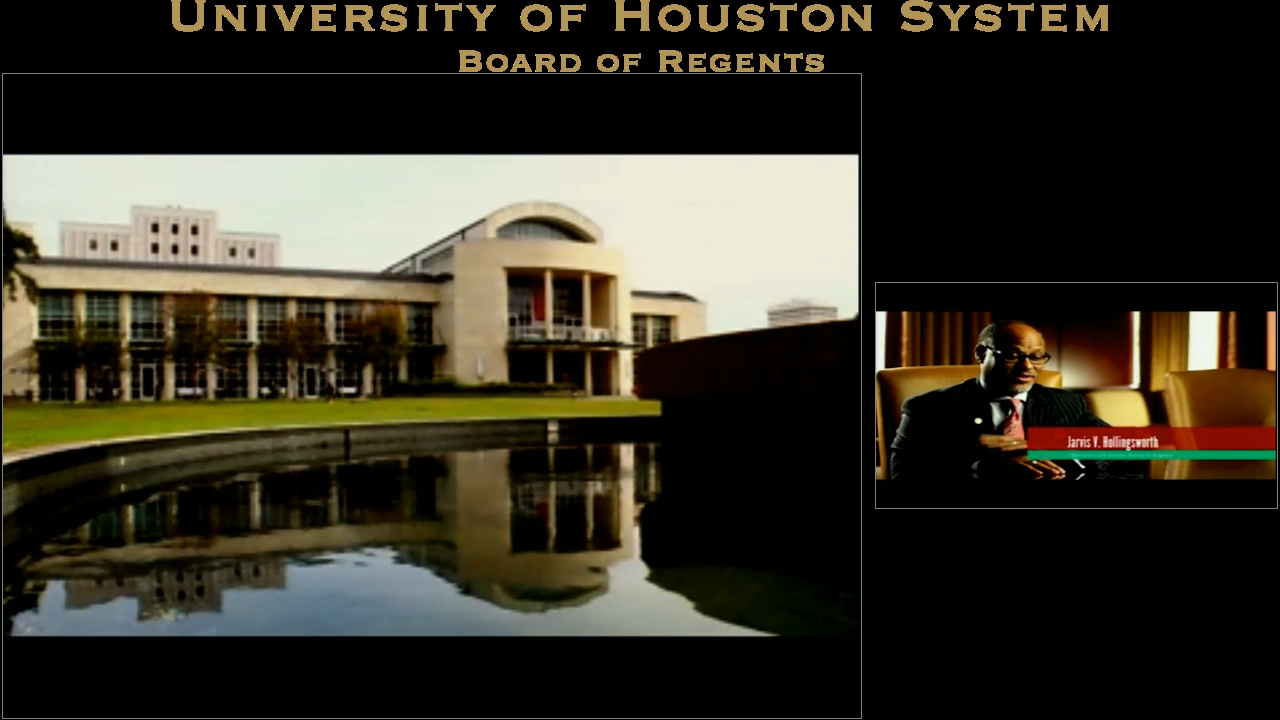 University of Houston System
Board of Regents
Jarvis V. Hollingsworth